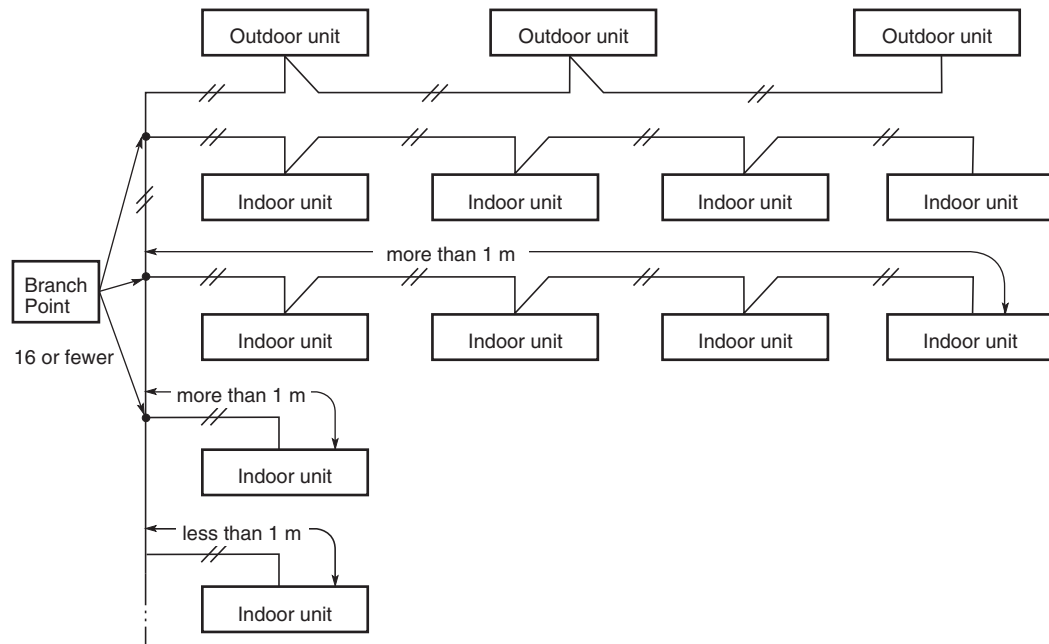 Outdoor unit Outdoor unit Outdoor unit
Indoor unit Indoor unit Indoor unit Indoor unit
more than 1 m
Branch
Point
Indoor unit Indoor unit Indoor unit Indoor unit
16 or fewer
more than 1 m
Indoor unit
less than 1 m
Indoor unit